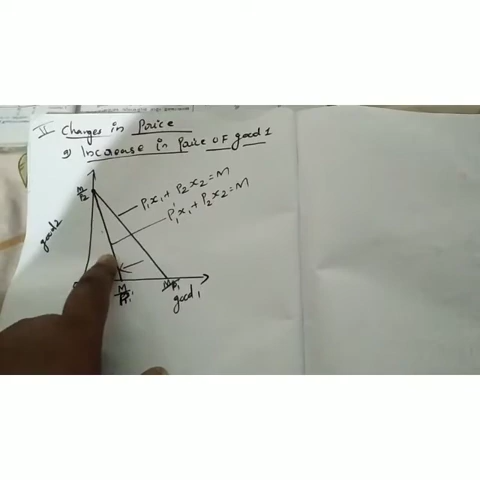 II Changes in Price
a) Increase in Price OF good 1
P₁x₁ + P₂x₂ = M
P₁'x₁ + P₂x₂ = M
M/P₂
good 2
M/P₁'
M/P₁
good 1